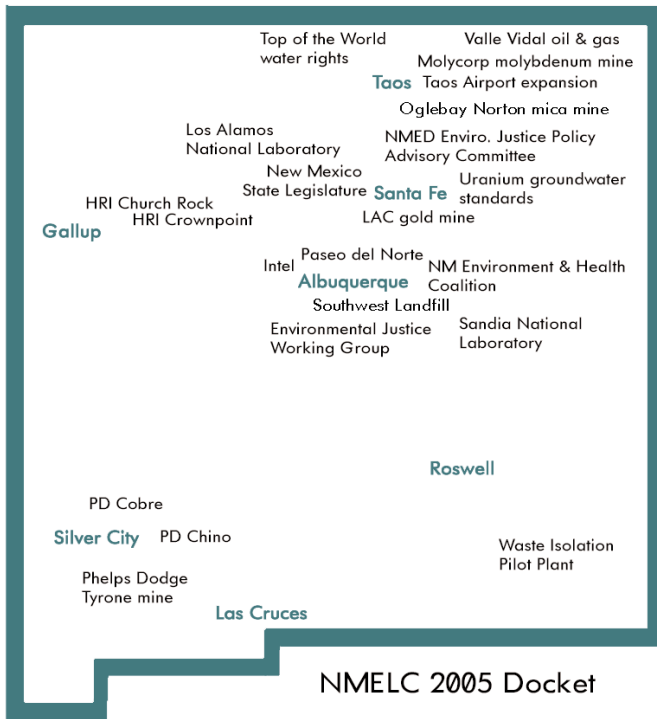 Top of the World
water rights
Valle Vidal oil & gas
Molycorp molybdenum mine
Taos
Taos Airport expansion
Oglebay Norton mica mine
Los Alamos
National Laboratory
NMED Enviro. Justice Policy
Advisory Committee
New Mexico
State Legislature
Santa Fe
Uranium groundwater
standards
HRI Church Rock
HRI Crownpoint
LAC gold mine
Gallup
Paseo del Norte
Intel
NM Environment & Health
Coalition
Albuquerque
Southwest Landfill
Environmental Justice
Working Group
Sandia National
Laboratory
Roswell
PD Cobre
Silver City
PD Chino
Waste Isolation
Pilot Plant
Phelps Dodge
Tyrone mine
Las Cruces
NMELC 2005 Docket